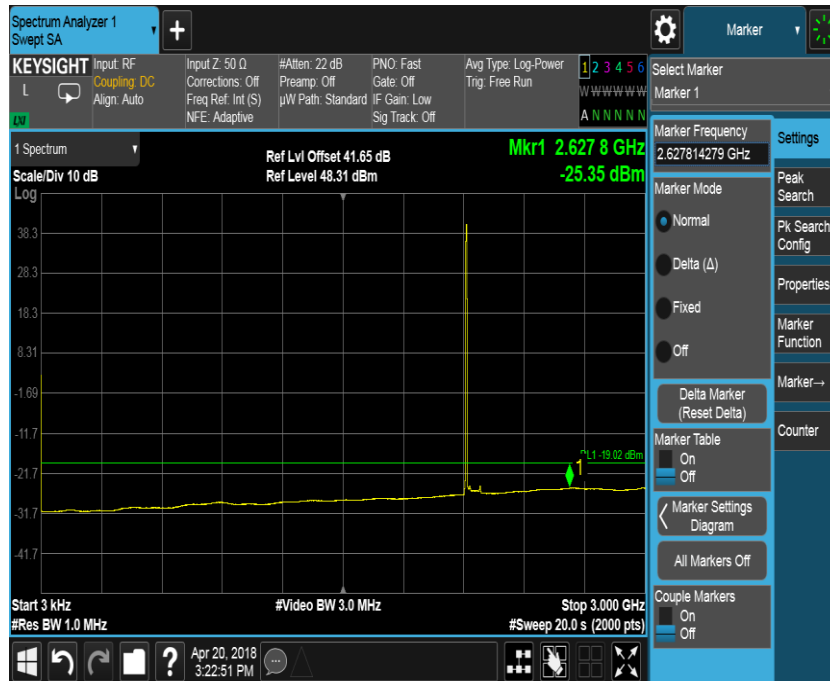 Spectrum Analyzer 1
Swept SA
+
Marker
KEYSIGHT
L
LXI
Input: RF
Coupling: DC
Align: Auto
Input Z: 50 Ω
Corrections: Off
Freq Ref: Int (S)
NFE: Adaptive
#Atten: 22 dB
Preamp: Off
µW Path: Standard
PNO: Fast
Gate: Off
IF Gain: Low
Sig Track: Off
Avg Type: Log-Power
Trig: Free Run
1 2 3 4 5 6
W W W W W W
A N N N N N
Select Marker
Marker 1
1 Spectrum
Scale/Div 10 dB
Log
Ref Lvl Offset 41.65 dB
Ref Level 48.31 dBm
Mkr1 2.627 8 GHz
-25.35 dBm
38.3
28.3
18.3
8.31
-1.69
-11.7
-21.7
-31.7
-41.7
DL1 -19.02 dBm
1
Start 3 kHz
#Res BW 1.0 MHz
#Video BW 3.0 MHz
Stop 3.000 GHz
#Sweep 20.0 s (2000 pts)
Marker Frequency
2.627814279 GHz
Marker Mode
Normal
Delta (Δ)
Fixed
Off
Delta Marker
(Reset Delta)
Marker Table
On
Off
Marker Settings
Diagram
All Markers Off
Couple Markers
On
Off
Settings
Peak
Search
Pk Search
Config
Properties
Marker
Function
Marker→
Counter
?
Apr 20, 2018
3:22:51 PM